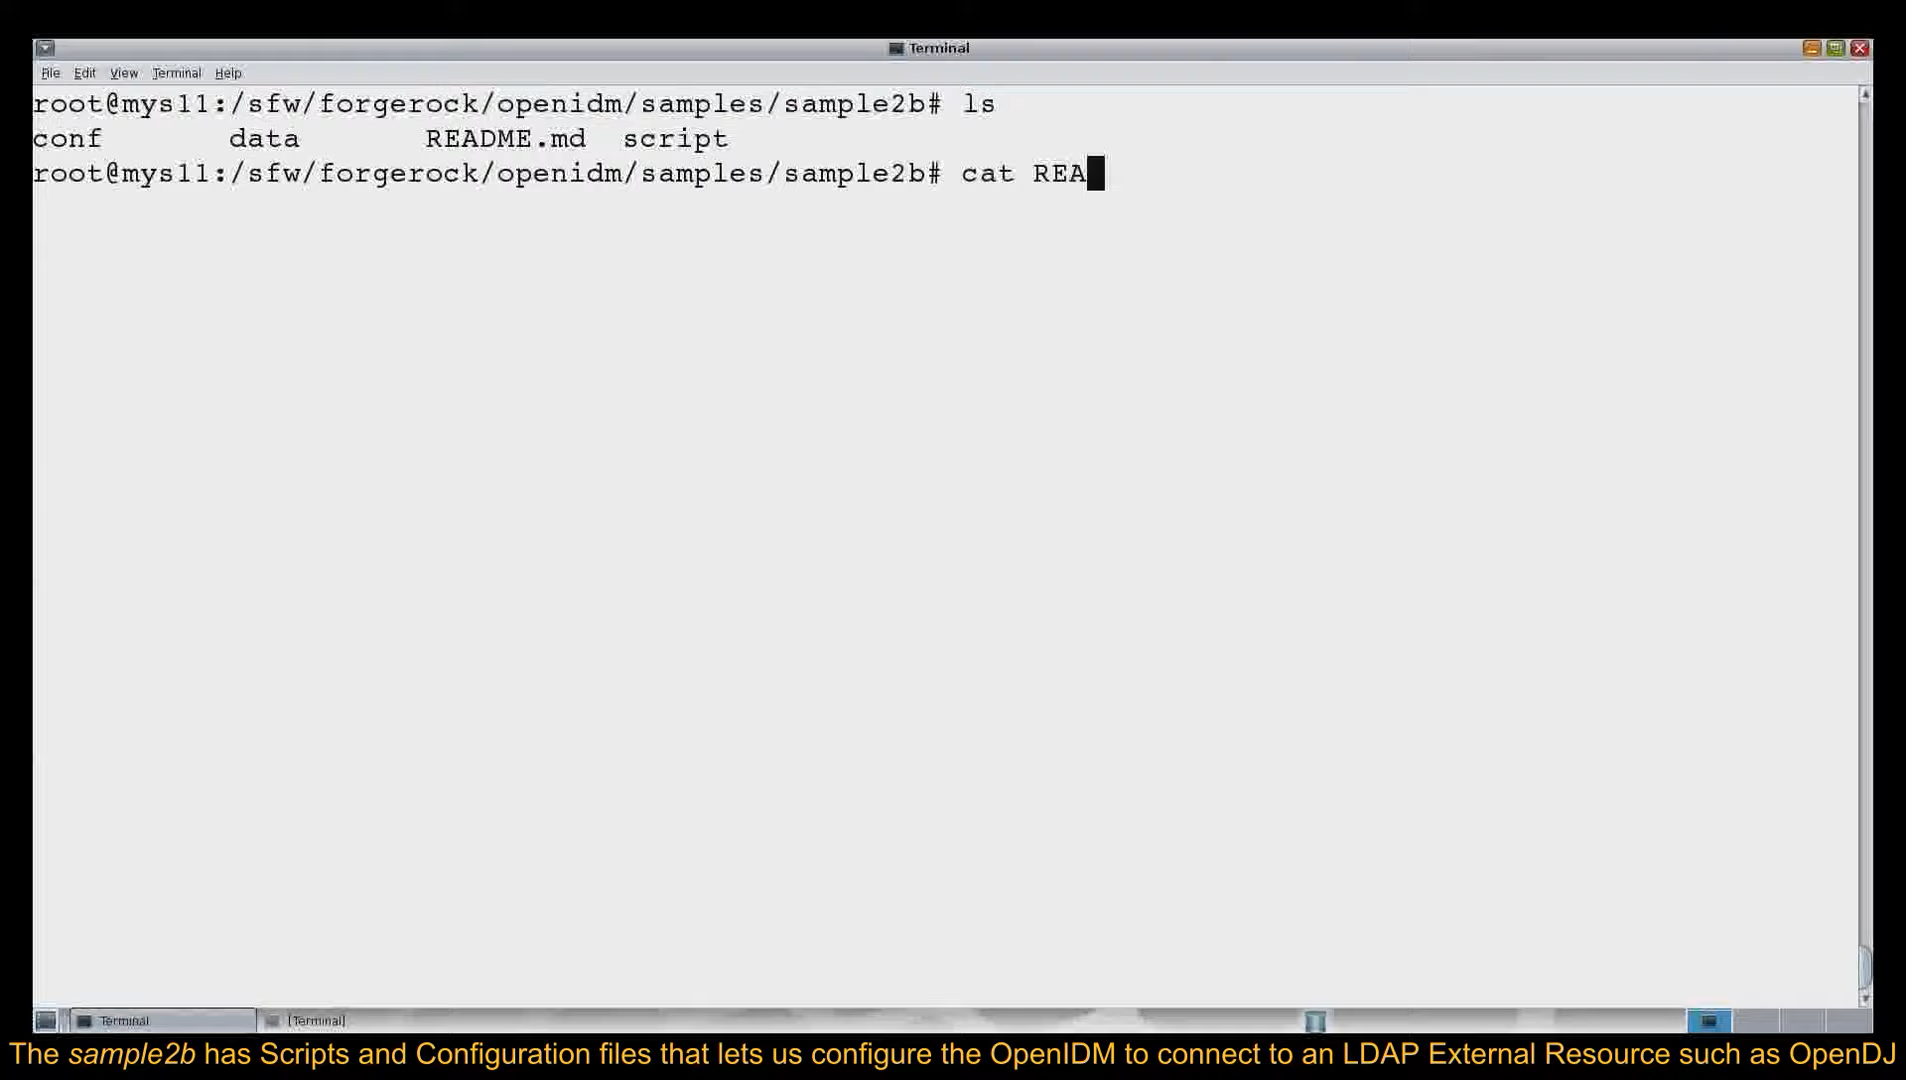 Terminal
File Edit View Terminal Help
root@mys11:/sfw/forgerock/openidm/samples/sample2b# ls
conf data README.md script
root@mys11:/sfw/forgerock/openidm/samples/sample2b# cat REA
Terminal [Terminal]
The sample2b has Scripts and Configuration files that lets us configure the OpenIDM to connect to an LDAP External Resource such as OpenDJ